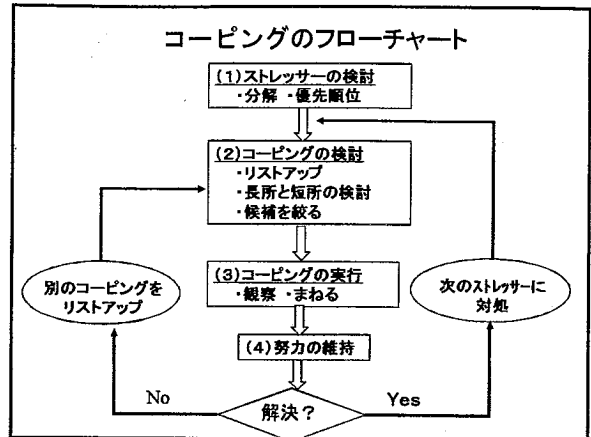 コーピングのフローチャート
(1)ストレッサーの検討
・分解 ・優先順位
(2)コーピングの検討
・リストアップ
・長所と短所の検討
・候補を絞る
(3)コーピングの実行
・観察 ・まねる
(4)努力の維持
別のコーピングを
リストアップ
次のストレッサーに
対処
No
解決？
Yes